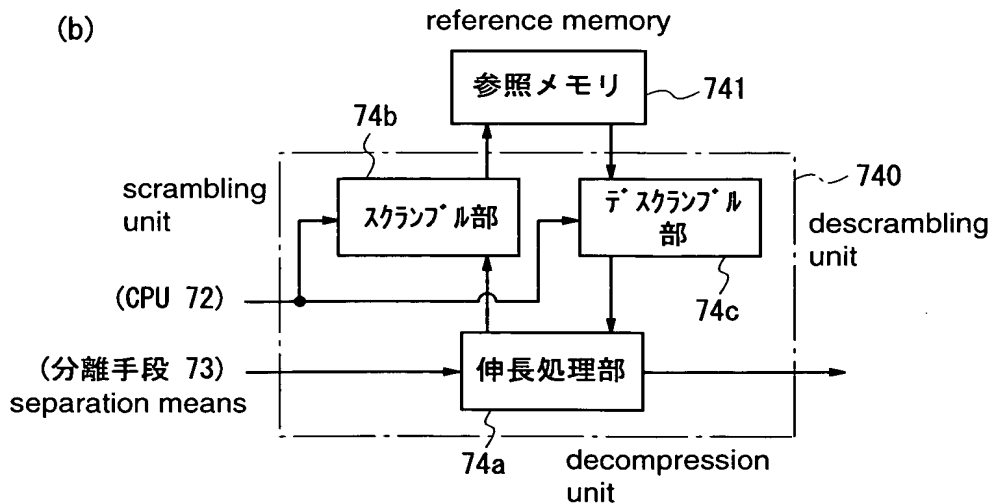 (b)
reference memory
参照メモリ
741
74b
scrambling
unit
スクランブル部
デスクランブル
部
740
descrambling
unit
74c
(CPU 72)
(分離手段 73)
separation means
伸長処理部
74a
decompression
unit